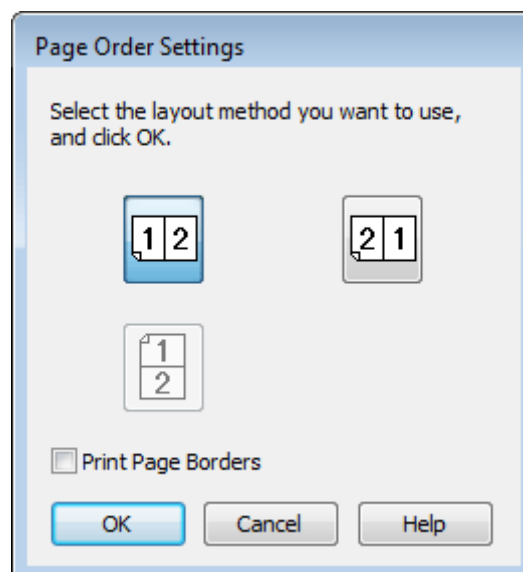 Page Order Settings
Select the layout method you want to use,
and click OK.
1 2
2 1
1
2
Print Page Borders
OK Cancel Help